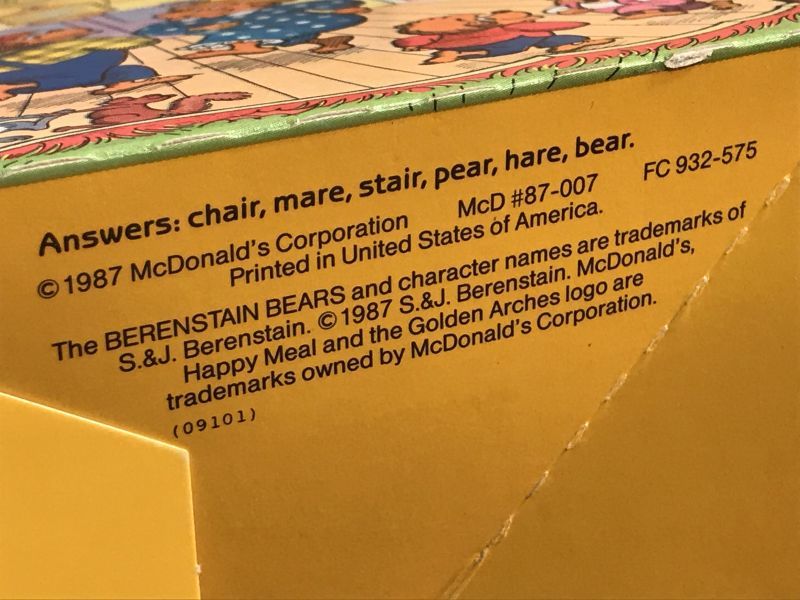 Answers: chair, mare, stair, pear, hare, bear.
©1987 McDonald's Corporation McD #87-007 FC 932-575
Printed in United States of America.
The BERENSTAIN BEARS and character names are trademarks of
S.&J. Berenstain. ©1987 S.&J. Berenstain. McDonald's,
Happy Meal and the Golden Arches logo are
trademarks owned by McDonald's Corporation.
(09101)